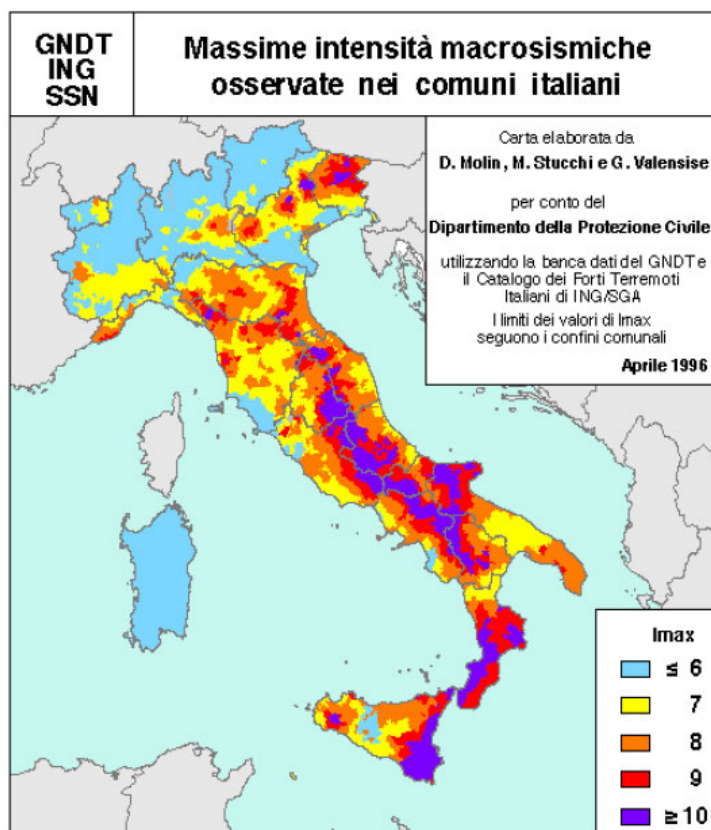 GNDT
ING
SSN
Massime intensità macrosismiche
osservate nei comuni italiani
Carta elaborata da
D. Molin, M. Stucchi e G. Valensise
per conto del
Dipartimento della Protezione Civile
utilizzando la banca dati del GNDT e
il Catalogo dei Forti Terremoti
Italiani di ING/SGA
I limiti dei valori di Imax
seguono i confini comunali
Aprile 1996
Imax
≤ 6
7
8
9
≥ 10